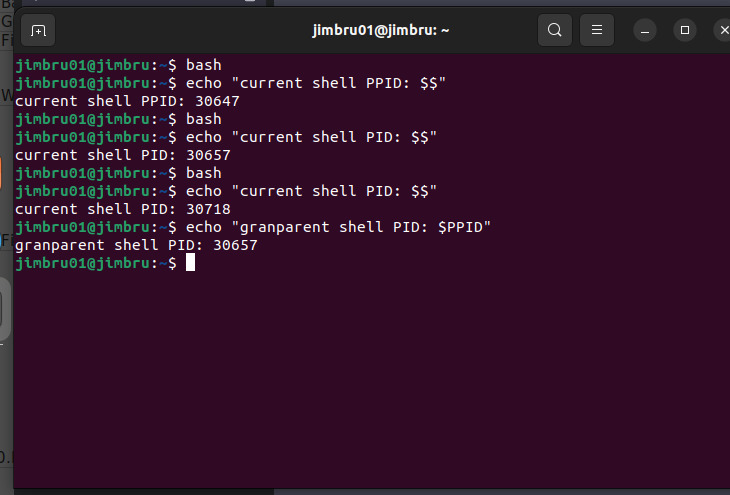 jimbru01@jimbru: ~
jimbru01@jimbru:~$ bash
jimbru01@jimbru:~$ echo "current shell PPID: $$"
current shell PPID: 30647
jimbru01@jimbru:~$ bash
jimbru01@jimbru:~$ echo "current shell PID: $$"
current shell PID: 30657
jimbru01@jimbru:~$ bash
jimbru01@jimbru:~$ echo "current shell PID: $$"
current shell PID: 30718
jimbru01@jimbru:~$ echo "granparent shell PID: $PPID"
granparent shell PID: 30657
jimbru01@jimbru:~$